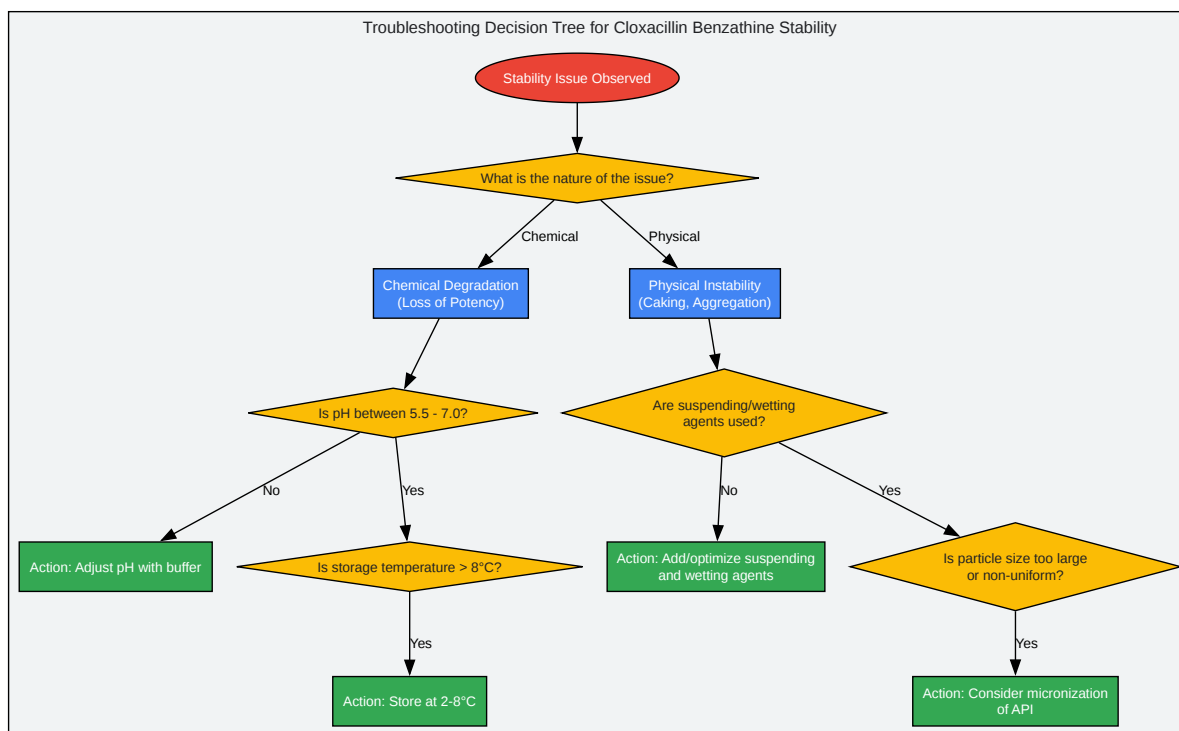 Troubleshooting Decision Tree for Cloxacillin Benzathine Stability
Stability Issue Observed
What is the nature of the issue?
Chemical
Physical
Chemical Degradation
(Loss of Potency)
Physical Instability
(Caking, Aggregation)
Is pH between 5.5 - 7.0?
Are suspending/wetting
agents used?
No
Yes
No
Yes
Action: Adjust pH with buffer
Is storage temperature > 8°C?
Action: Add/optimize suspending
and wetting agents
Is particle size too large
or non-uniform?
Yes
Yes
Action: Store at 2-8°C
Action: Consider micronization
of API